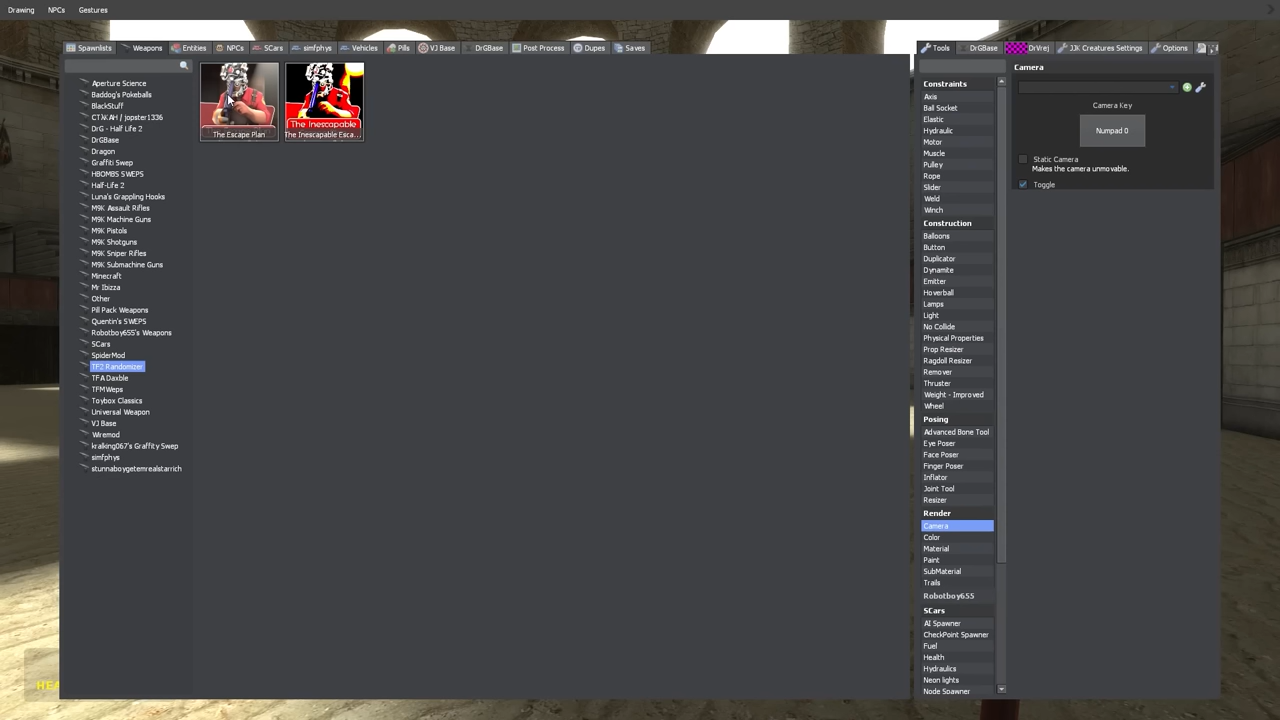 Drawing NPCs Gestures
Spawnlists Weapons Entities NPCs SCars simfphys Vehicles Pills VJ Base DrGBase Post Process Dupes Saves
Aperture Science
Baddog's Pokeballs
BlackStuff
DrG - Half Life 2
DrGBase
Dragon
Graffiti Swep
HBOMBS SWEPS
Half-Life 2
Luna's Grappling Hooks
M9K Assault Rifles
M9K Machine Guns
M9K Pistols
M9K Shotguns
M9K Sniper Rifles
M9K Submachine Guns
Minecraft
Mr Ibizza
Other
Pill Pack Weapons
Quentin's SWEPS
Robotboy655's Weapons
SCars
SpiderMod
TF2 Randomizer
TFA Daxble
TFMWeps
Toybox Classics
Universal Weapon
VJ Base
Wiremod
kralking067's Graffity Swep
simfphys
stunnaboygetemrealstarrich
The Escape Plan
The Inescapable
The Inescapable Esca...
Tools DrGBase DrVrej JJK Creatures Settings Options
Constraints
Axis
Ball Socket
Elastic
Hydraulic
Motor
Muscle
Pulley
Rope
Slider
Weld
Winch
Construction
Balloons
Button
Duplicator
Dynamite
Emitter
Hoverball
Lamps
Light
No Collide
Physical Properties
Prop Resizer
Ragdoll Resizer
Remover
Thruster
Weight - Improved
Wheel
Posing
Advanced Bone Tool
Eye Poser
Face Poser
Finger Poser
Inflator
Joint Tool
Resizer
Render
Camera
Color
Material
Paint
SubMaterial
Trails
Robotboy655
SCars
AI Spawner
CheckPoint Spawner
Fuel
Health
Hydraulics
Neon lights
Node Spawner
Camera
Camera Key
Numpad 0
Static Camera
Makes the camera unmovable.
Toggle